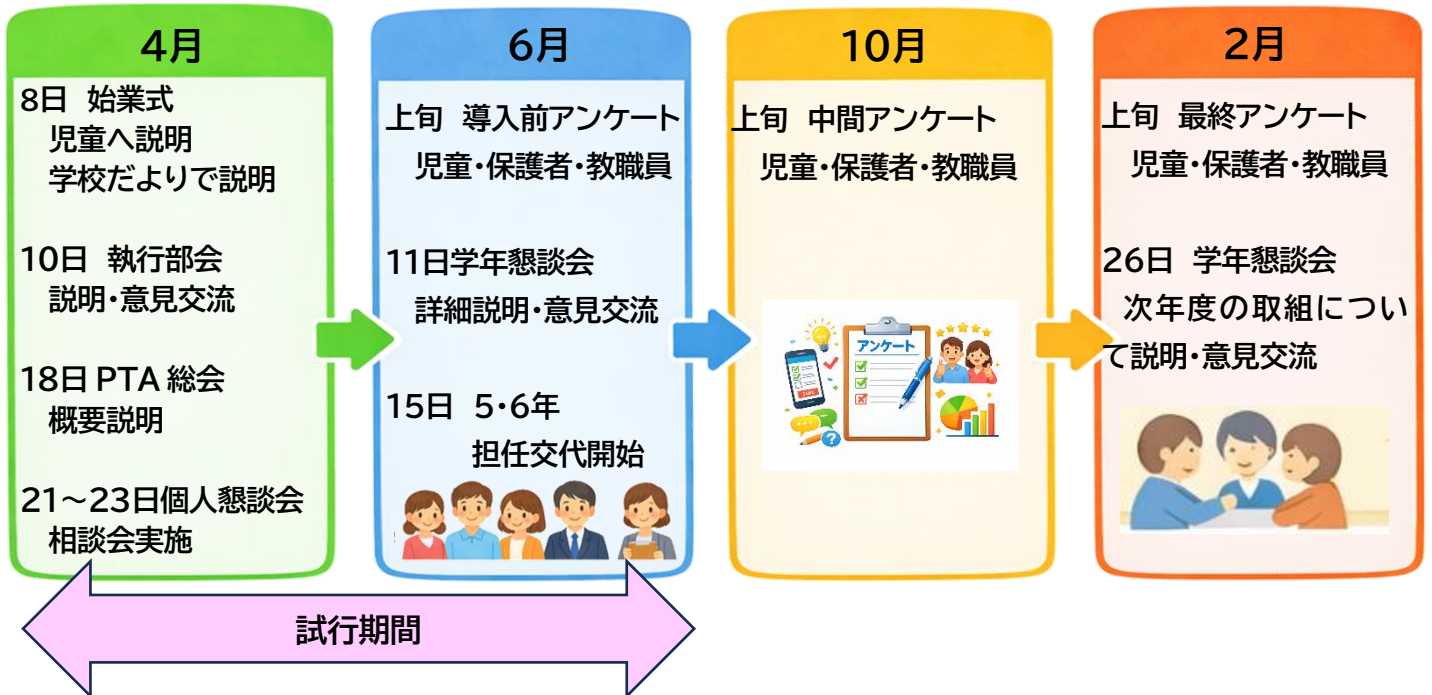 4月
8日 始業式
児童へ説明
学校だよりで説明
10日 執行部会
説明・意見交流
18日 PTA 総会
概要説明
21～23日個人懇談会
相談会実施
6月
上旬 導入前アンケート
児童・保護者・教職員
11日学年懇談会
詳細説明・意見交流
15日 5・6年
担任交代開始
10月
上旬 中間アンケート
児童・保護者・教職員
アンケート
2月
上旬 最終アンケート
児童・保護者・教職員
26日 学年懇談会
次年度の取組につい
て説明・意見交流
試行期間